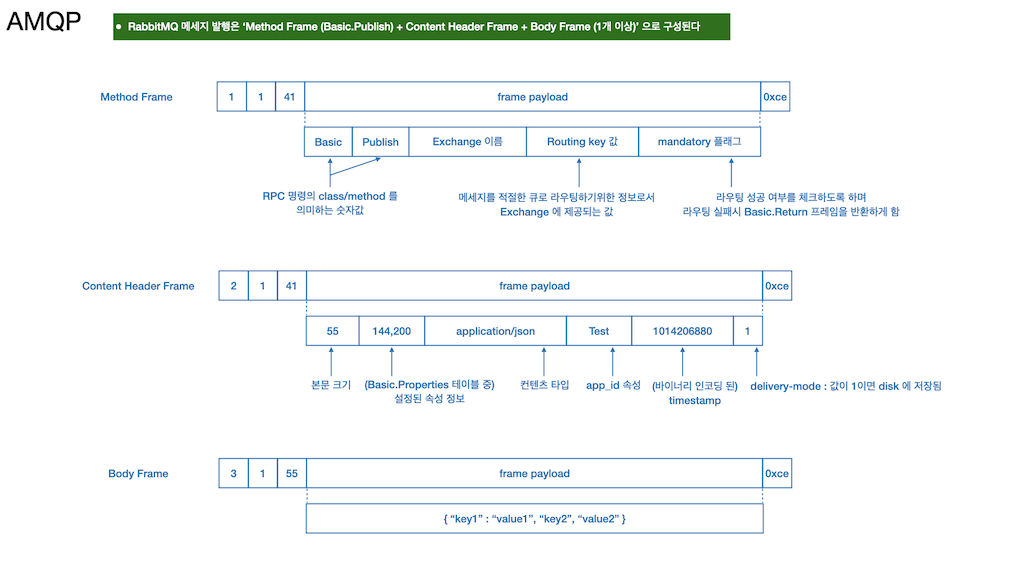 AMQP
● RabbitMQ 메세지 발행은 ‘Method Frame (Basic.Publish) + Content Header Frame + Body Frame (1개 이상)’ 으로 구성된다
Method Frame 1 1 41 frame payload 0xce
Basic Publish Exchange 이름 Routing key 값 mandatory 플래그
RPC 명령의 class/method 를
의미하는 숫자값
메세지를 적절한 큐로 라우팅하기위한 정보로서
Exchange 에 제공되는 값
라우팅 성공 여부를 체크하도록 하며
라우팅 실패시 Basic.Return 프레임을 반환하게 함
Content Header Frame 2 1 41 frame payload 0xce
55 144,200 application/json Test 1014206880 1
본문 크기
(Basic.Properties 테이블 중)
설정된 속성 정보
컨텐츠 타입
app_id 속성
(바이너리 인코딩 된)
timestamp
delivery-mode : 값이 1이면 disk 에 저장됨
Body Frame 3 1 55 frame payload 0xce
{ “key1” : “value1”, “key2”, “value2” }